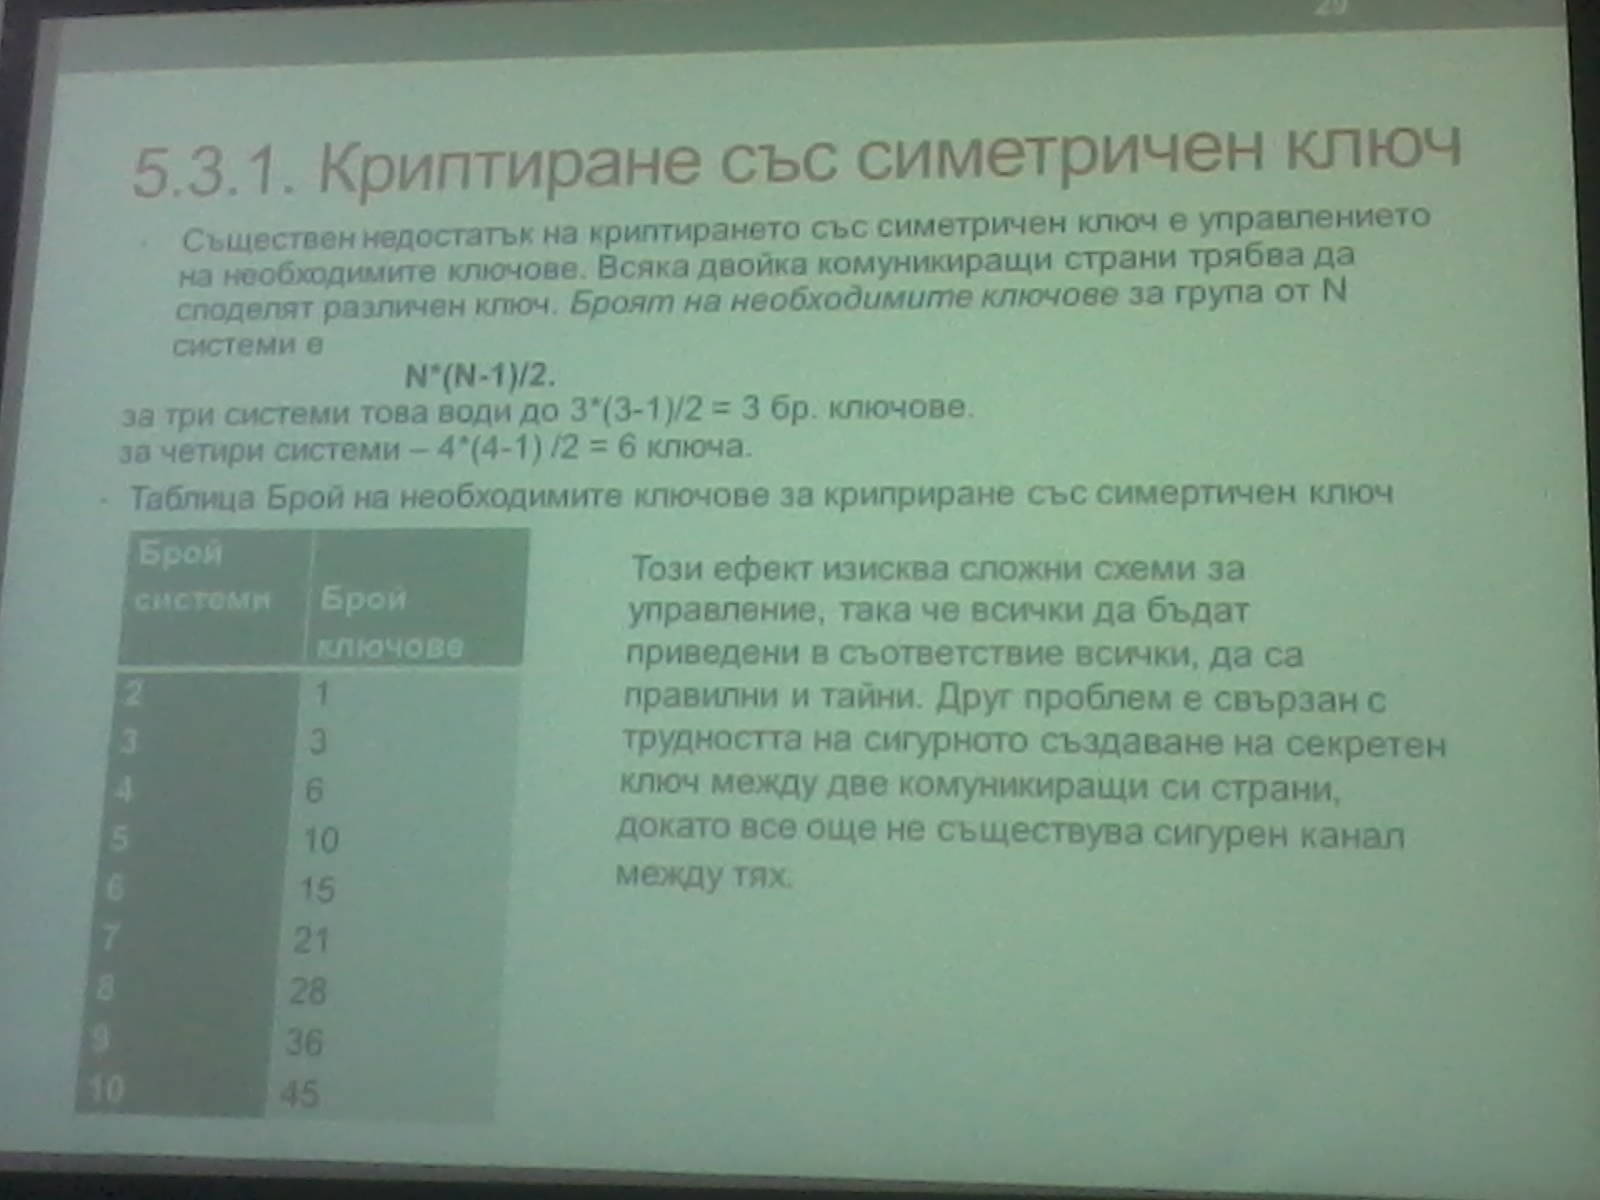 29
5.3.1. Криптиране със симетричен ключ
Съществен недостатък на криптирането със симетричен ключ е управлението
на необходимите ключове. Всяка двойка комуникиращи страни трябва да
споделят различен ключ. Броят на необходимите ключове за група от N
системи е
N*(N-1)/2.
за три системи това води до 3*(3-1)/2 = 3 бр. ключове.
за четири системи – 4*(4-1) /2 = 6 ключа.
Таблица Брой на необходимите ключове за криприране със симертичен ключ
Брой
системи
Брой
ключове
2 1
3 3
4 6
5 10
6 15
7 21
8 28
9 36
10 45
Този ефект изисква сложни схеми за
управление, така че всички да бъдат
приведени в съответствие всички, да са
правилни и тайни. Друг проблем е свързан с
трудността на сигурното създаване на секретен
ключ между две комуникиращи си страни,
докато все още не съществува сигурен канал
между тях.